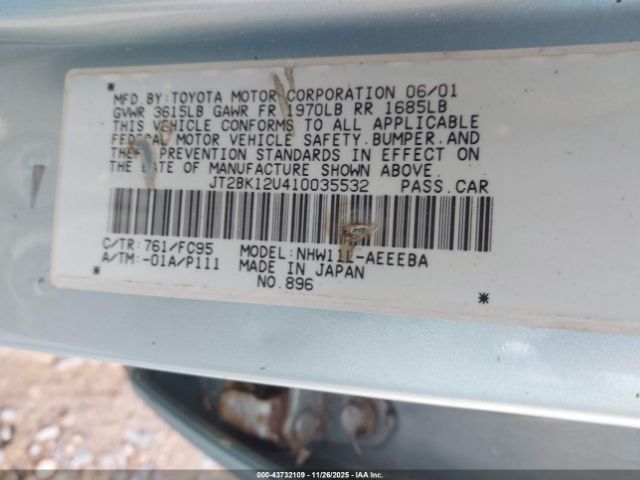 MFD.BY:TOYOTA MOTOR CORPORATION 06/01
GVWR 3615LB GAWR FR 1970LB RR 1685LB
THIS VEHICLE CONFORMS TO ALL APPLICABLE
FEDERAL MOTOR VEHICLE SAFETY.BUMPER.AND
THEFT PREVENTION STANDARDS IN EFFECT ON
THE DATE OF MANUFACTURE SHOWN ABOVE.
JT2BK12U410035532 PASS.CAR
C/TR:761/FC95 MODEL:NHW11L-AEEEBA
A/TM:-01A/P111 MADE IN JAPAN
NO.896
000-43732109 | 11/26/2025 | IAA Inc.